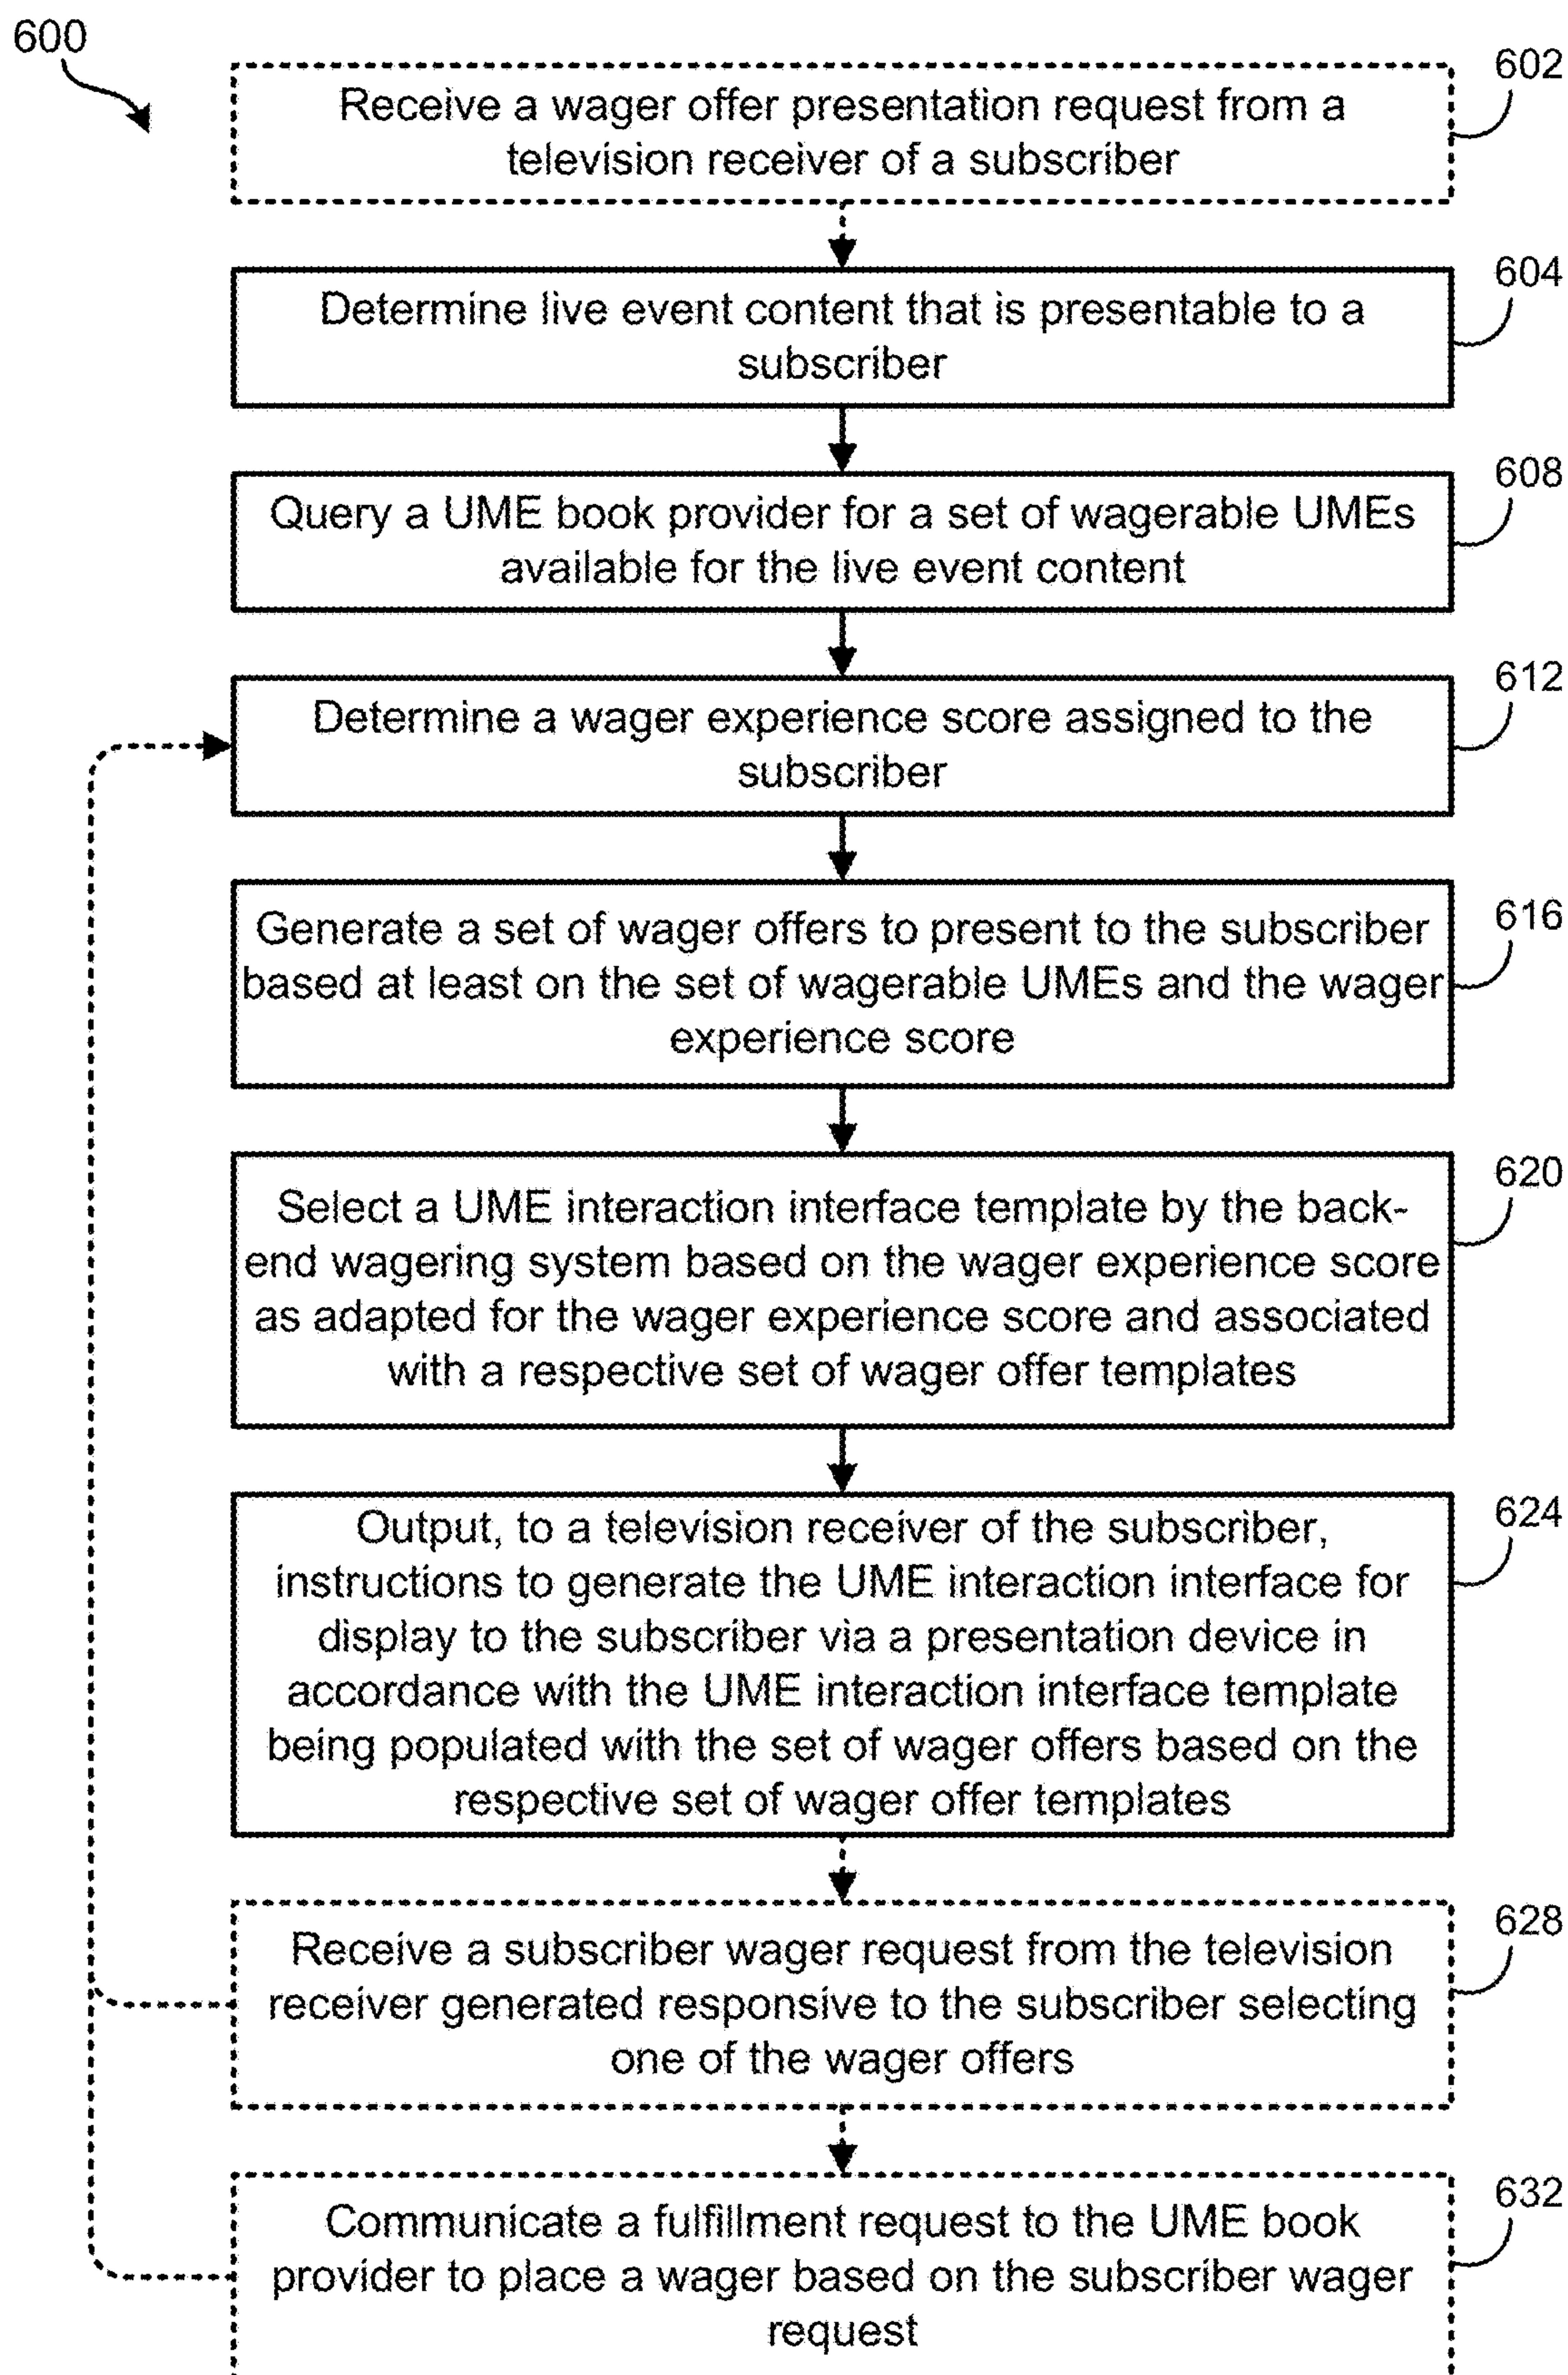 600
602
Receive a wager offer presentation request from a
television receiver of a subscriber
604
Determine live event content that is presentable to a
subscriber
608
Query a UME book provider for a set of wagerable UMEs
available for the live event content
612
Determine a wager experience score assigned to the
subscriber
616
Generate a set of wager offers to present to the subscriber
based at least on the set of wagerable UMEs and the wager
experience score
620
Select a UME interaction interface template by the back-
end wagering system based on the wager experience score
as adapted for the wager experience score and associated
with a respective set of wager offer templates
624
Output, to a television receiver of the subscriber,
instructions to generate the UME interaction interface for
display to the subscriber via a presentation device in
accordance with the UME interaction interface template
being populated with the set of wager offers based on the
respective set of wager offer templates
628
Receive a subscriber wager request from the television
receiver generated responsive to the subscriber selecting
one of the wager offers
632
Communicate a fulfillment request to the UME book
provider to place a wager based on the subscriber wager
request